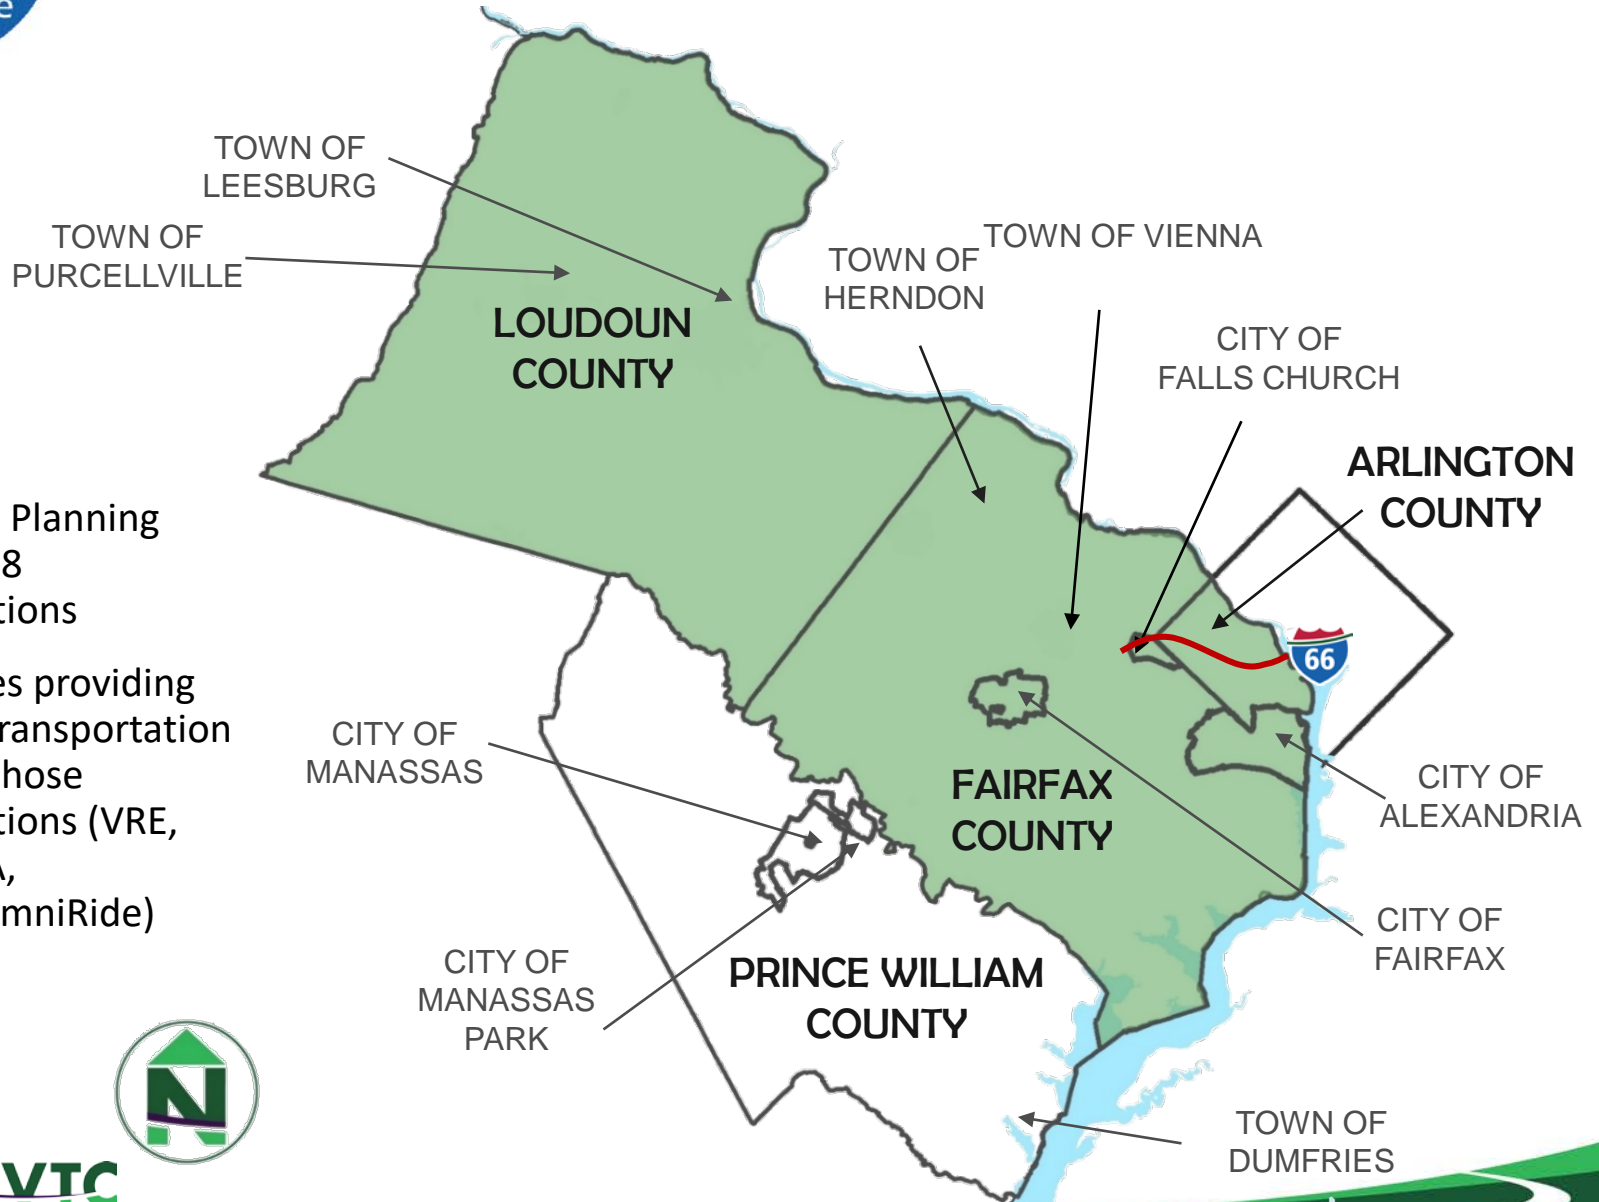 e
TOWN OF
LEESBURG
TOWN OF
PURCELLVILLE
TOWN OF
HERNDON
TOWN OF VIENNA
LOUDOUN
COUNTY
CITY OF
FALLS CHURCH
ARLINGTON
COUNTY
Planning
8
tions
es providing
ransportation
hose
tions (VRE,
A,
mniRide)
66
CITY OF
MANASSAS
FAIRFAX
COUNTY
CITY OF
ALEXANDRIA
CITY OF
MANASSAS
PARK
PRINCE WILLIAM
COUNTY
CITY OF
FAIRFAX
N
TOWN OF
DUMFRIES
VTC